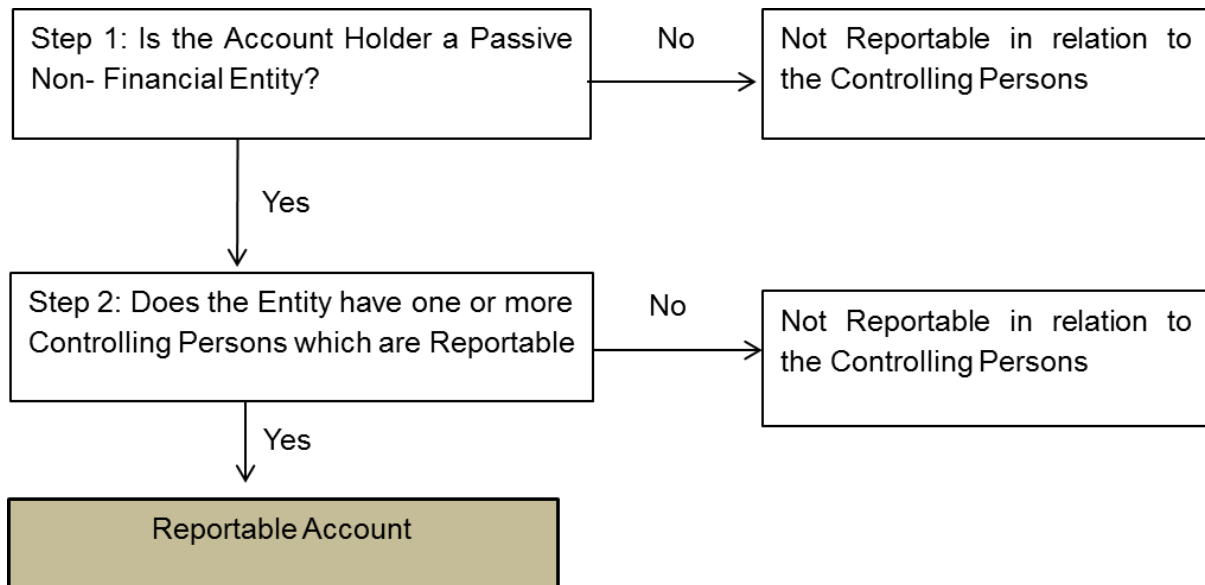 Step 1: Is the Account Holder a Passive
Non- Financial Entity?
No
Not Reportable in relation to
the Controlling Persons
Yes
Step 2: Does the Entity have one or more
Controlling Persons which are Reportable
No
Not Reportable in relation to
the Controlling Persons
Yes
Reportable Account